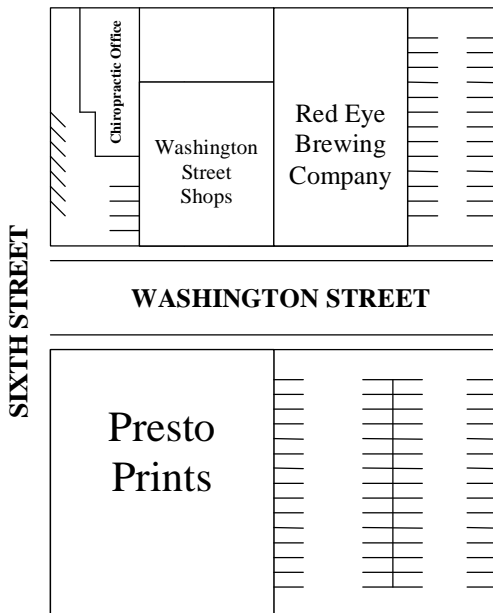 Chiropractic Office
Washington
Street
Shops
Red Eye
Brewing
Company
SIXTH STREET
WASHINGTON STREET
Presto
Prints